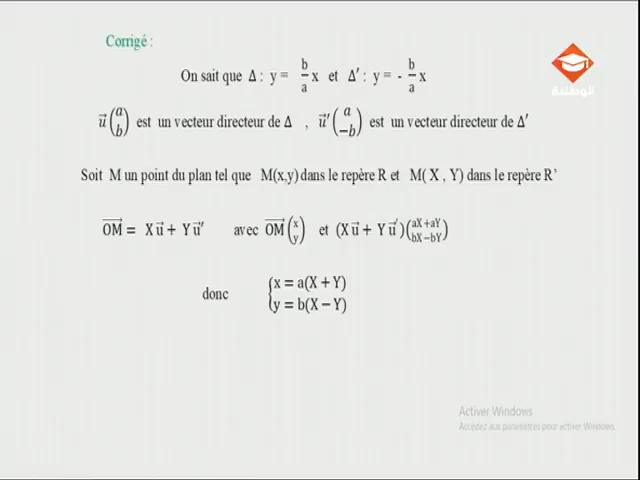 Corrigé :
الوطنية
On sait que Δ : y = b/a x et Δ′ : y = - b/a x
u⃗ (a b) est un vecteur directeur de Δ , u⃗′ (a −b) est un vecteur directeur de Δ′
Soit M un point du plan tel que M(x,y) dans le repère R et M( X , Y) dans le repère R’
OM⃗ = X u⃗ + Y u⃗′ avec OM⃗ (x y) et (X u⃗ + Y u⃗′) (aX+aY bX−bY)
donc {x = a(X + Y)
y = b(X − Y)
Activer Windows
Accédez aux paramètres pour activer Windows.